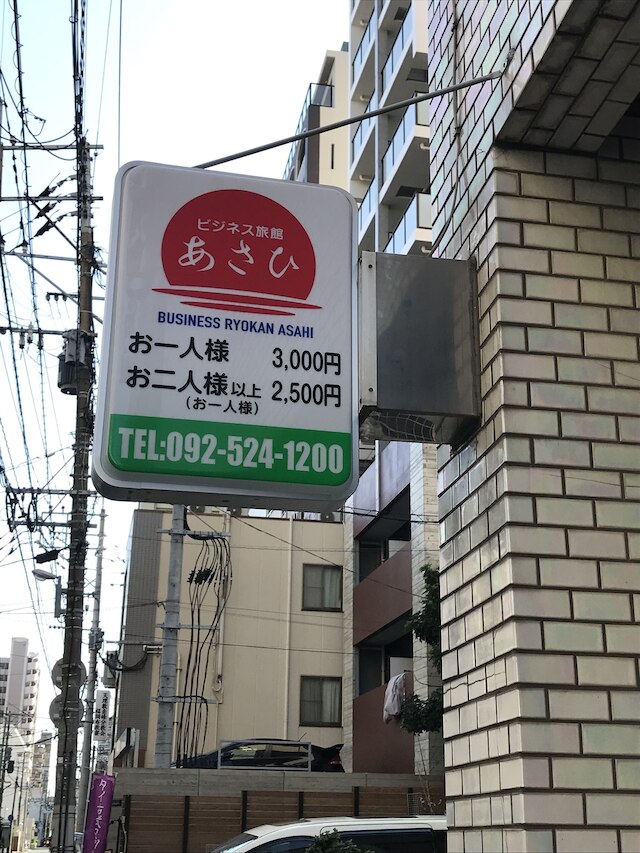 ビジネス旅館
あさひ
BUSINESS RYOKAN ASAHI
お一人様 3,000円
お二人様以上 2,500円
(お一人様)
TEL:092-524-1200